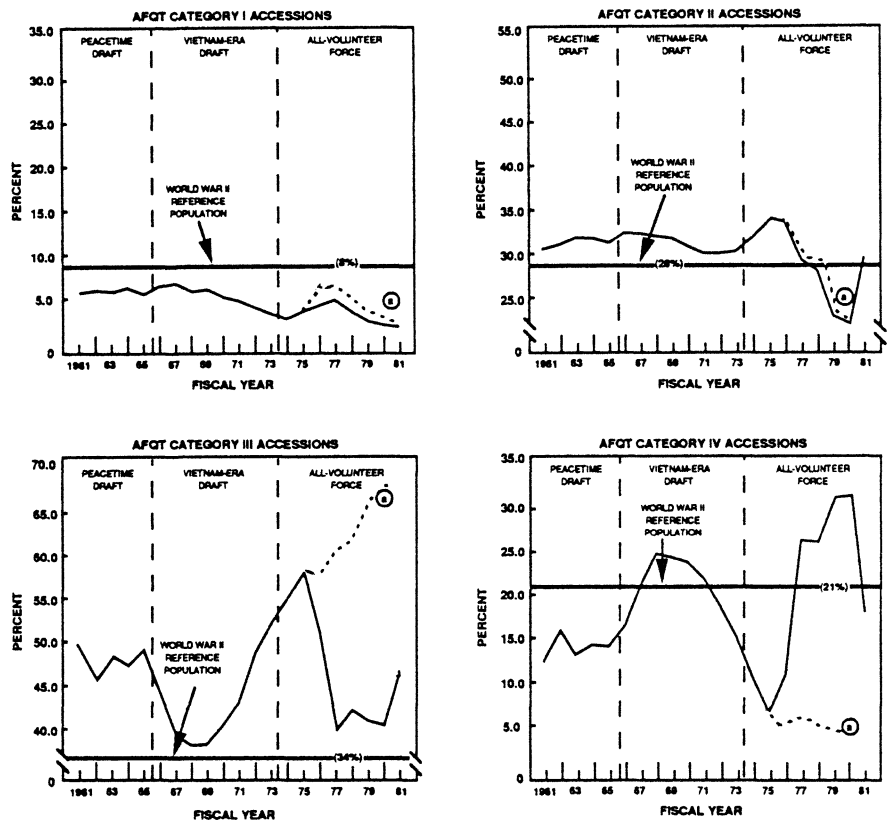 AFQT CATEGORY I ACCESSIONS
35.0
30.0
25.0
20.0
15.0
10.0
5.0
0
PERCENT
PEACETIME
DRAFT
VIETNAM-ERA
DRAFT
ALL-VOLUNTEER
FORCE
WORLD WAR II
REFERENCE
POPULATION
(8%)
a
1961 63 65 67 69 71 73 75 77 79 81
FISCAL YEAR
AFQT CATEGORY II ACCESSIONS
55.0
50.0
45.0
40.0
35.0
30.0
25.0
0
PERCENT
PEACETIME
DRAFT
VIETNAM-ERA
DRAFT
ALL-VOLUNTEER
FORCE
WORLD WAR II
REFERENCE
POPULATION
(28%)
a
1961 63 65 67 69 71 73 75 77 79 81
FISCAL YEAR
AFQT CATEGORY III ACCESSIONS
70.0
65.0
60.0
55.0
50.0
45.0
40.0
0
PERCENT
PEACETIME
DRAFT
VIETNAM-ERA
DRAFT
ALL-VOLUNTEER
FORCE
WORLD WAR II
REFERENCE
POPULATION
(34%)
a
1961 63 65 67 69 71 73 75 77 79 81
FISCAL YEAR
AFQT CATEGORY IV ACCESSIONS
35.0
30.0
25.0
20.0
15.0
10.0
5.0
0
PERCENT
PEACETIME
DRAFT
VIETNAM-ERA
DRAFT
ALL-VOLUNTEER
FORCE
WORLD WAR II
REFERENCE
POPULATION
(21%)
a
1961 63 65 67 69 71 73 75 77 79 81
FISCAL YEAR